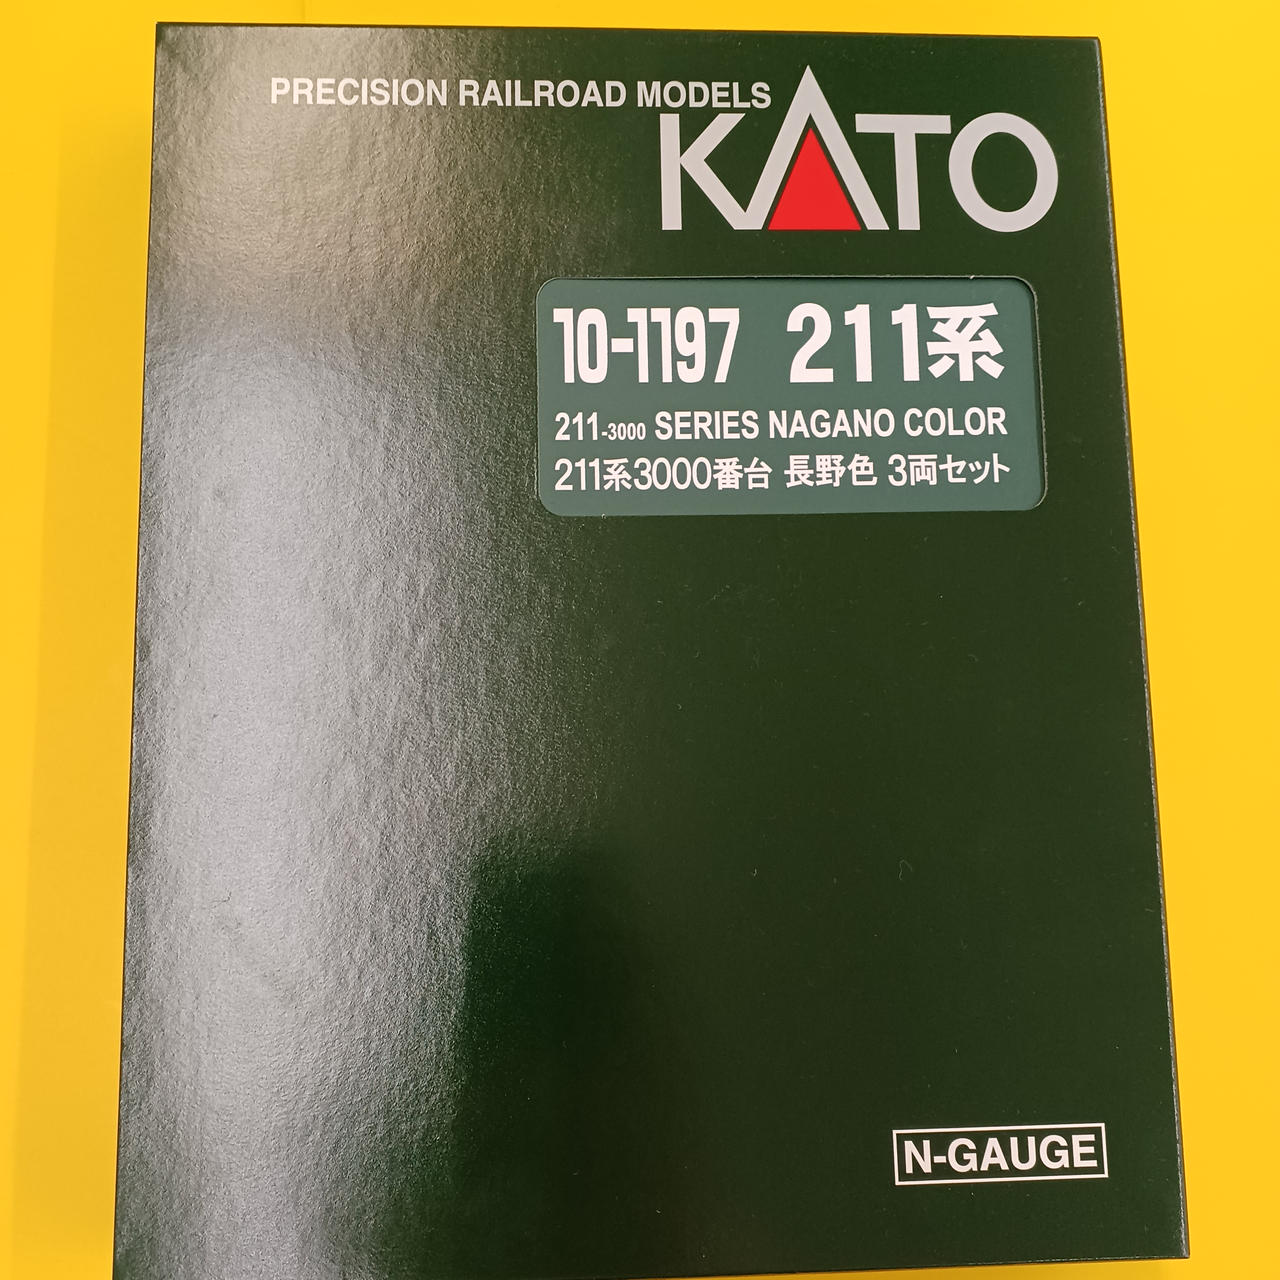 PRECISION RAILROAD MODELS
KATO
10-1197 211系
211-3000 SERIES NAGANO COLOR
211系3000番台 長野色 3両セット
N-GAUGE